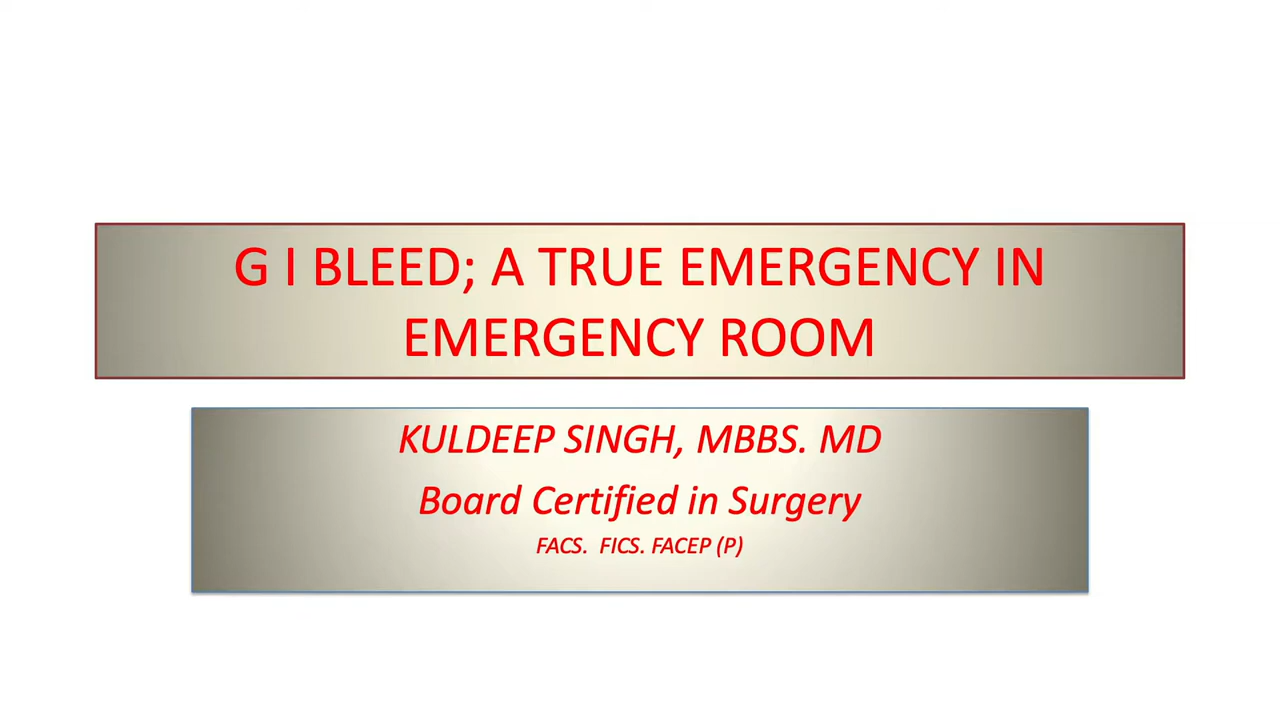 G I BLEED; A TRUE EMERGENCY IN
EMERGENCY ROOM
KULDEEP SINGH, MBBS. MD
Board Certified in Surgery
FACS.  FICS. FACEP (P)